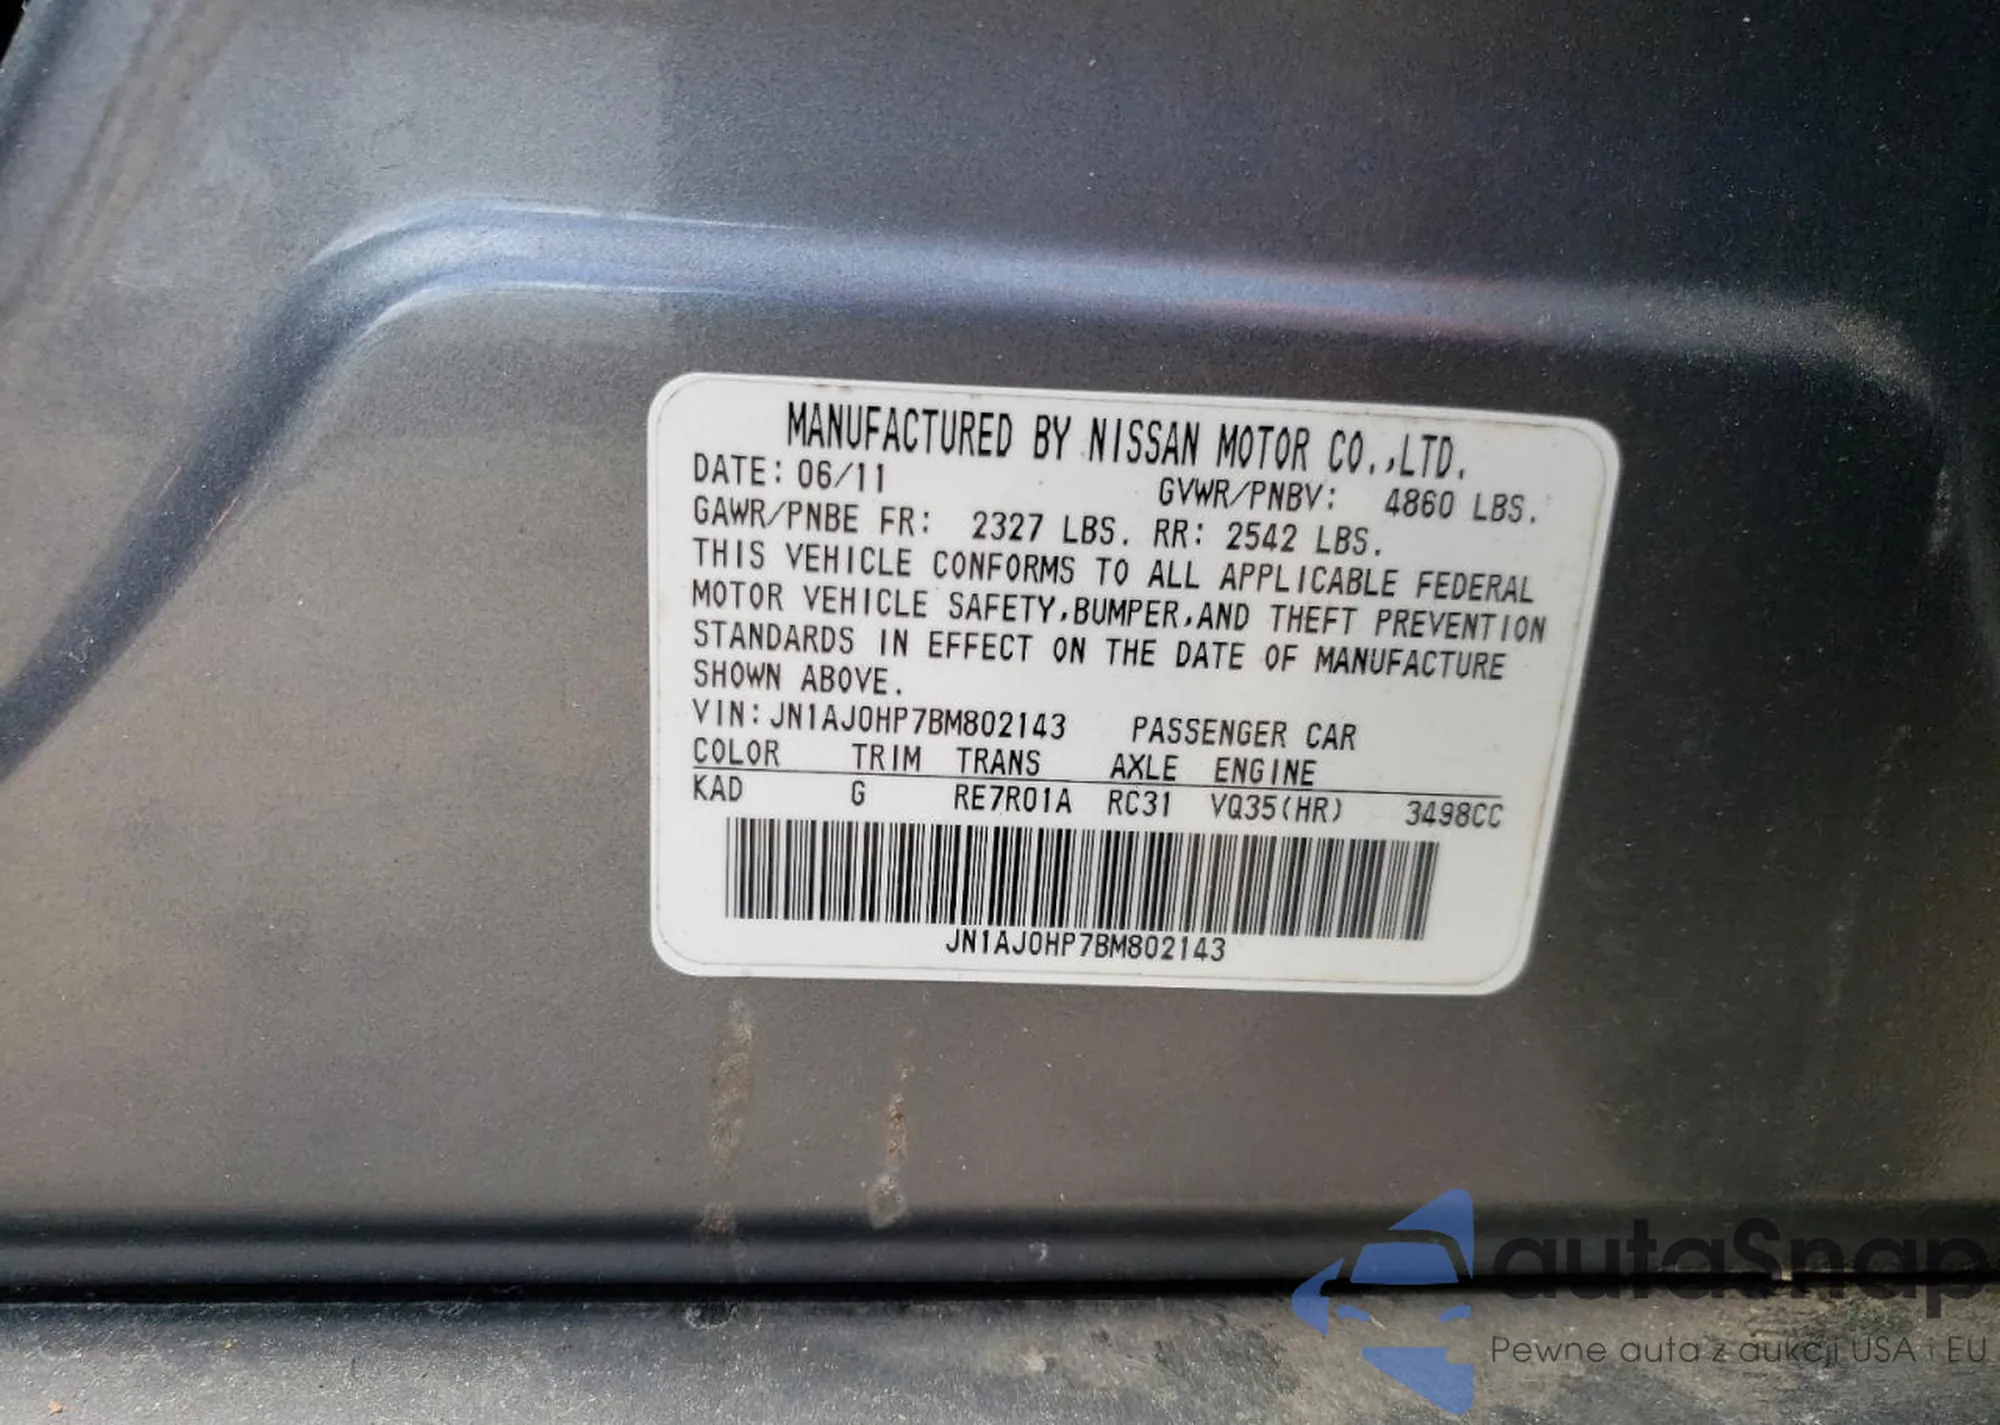 MANUFACTURED BY NISSAN MOTOR CO.,LTD.
DATE: 06/11 GVWR/PNBV: 4860 LBS.
GAWR/PNBE FR: 2327 LBS. RR: 2542 LBS.
THIS VEHICLE CONFORMS TO ALL APPLICABLE FEDERAL
MOTOR VEHICLE SAFETY,BUMPER,AND THEFT PREVENTION
STANDARDS IN EFFECT ON THE DATE OF MANUFACTURE
SHOWN ABOVE.
VIN:JN1AJ0HP7BM802143 PASSENGER CAR
COLOR TRIM TRANS AXLE ENGINE
KAD G RE7R01A RC31 VQ35(HR) 3498CC
JN1AJ0HP7BM802143
autaSnap
Pewne auta z aukcji USA i EU